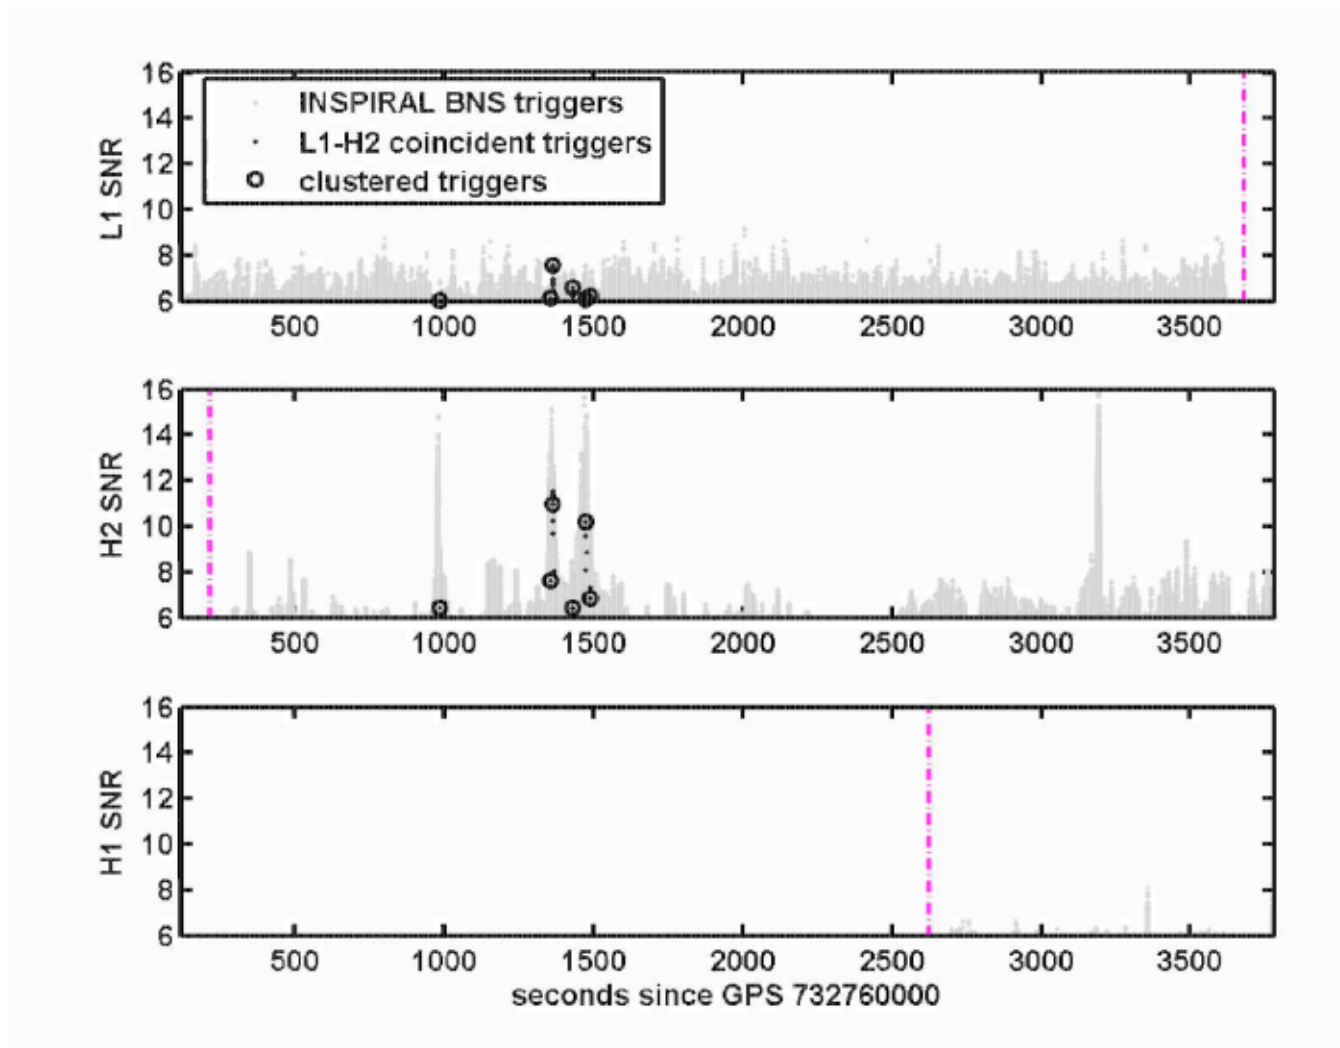 16
14
12
10
8
6
L1 SNR
INSPIRAL BNS triggers
L1-H2 coincident triggers
clustered triggers
500 1000 1500 2000 2500 3000 3500
16
14
12
10
8
6
H2 SNR
500 1000 1500 2000 2500 3000 3500
16
14
12
10
8
6
H1 SNR
500 1000 1500 2000 2500 3000 3500
seconds since GPS 732760000